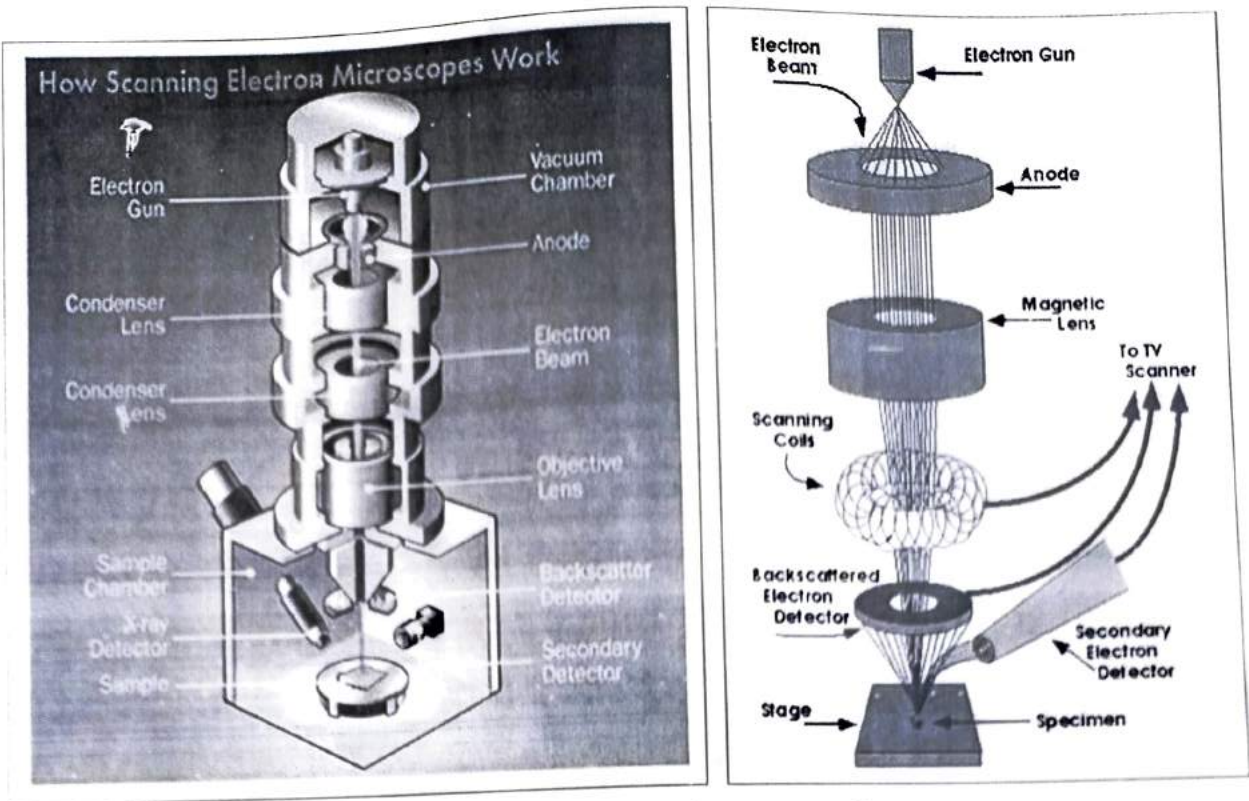 How Scanning Electron Microscopes Work
Electron
Gun
Vacuum
Chamber
Anode
Condenser
Lens
Electron
Beam
Condenser
Lens
Objective
Lens
Sample
Chamber
Backscatter
Detector
X-ray
Detector
Secondary
Detector
Sample
Electron
Beam
Electron Gun
Anode
Magnetic
Lens
To TV
Scanner
Scanning
Coils
Backscattered
Electron
Detector
Secondary
Electron
Detector
Stage
Specimen